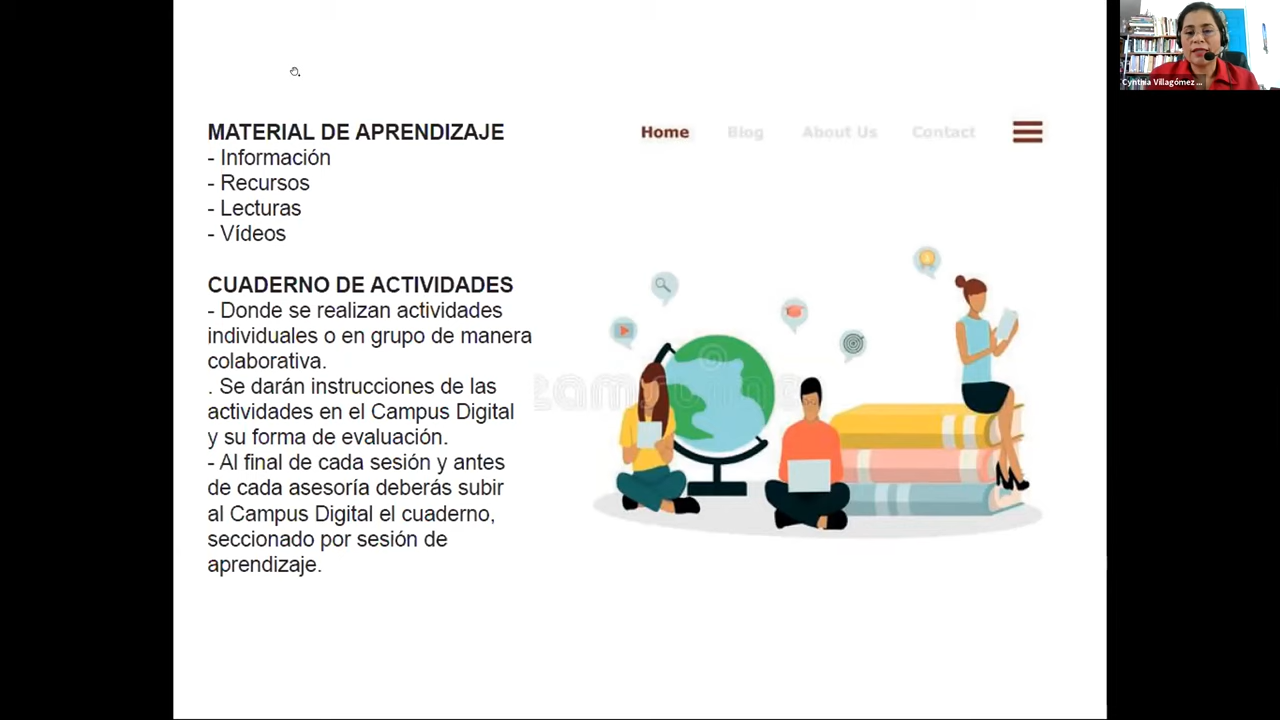 MATERIAL DE APRENDIZAJE
- Información
- Recursos
- Lecturas
- Vídeos
CUADERNO DE ACTIVIDADES
- Donde se realizan actividades
individuales o en grupo de manera
colaborativa.
. Se darán instrucciones de las
actividades en el Campus Digital
y su forma de evaluación.
- Al final de cada sesión y antes
de cada asesoría deberás subir
al Campus Digital el cuaderno,
seccionado por sesión de
aprendizaje.
Home Blog About Us Contact
Cynthia Villagómez ...